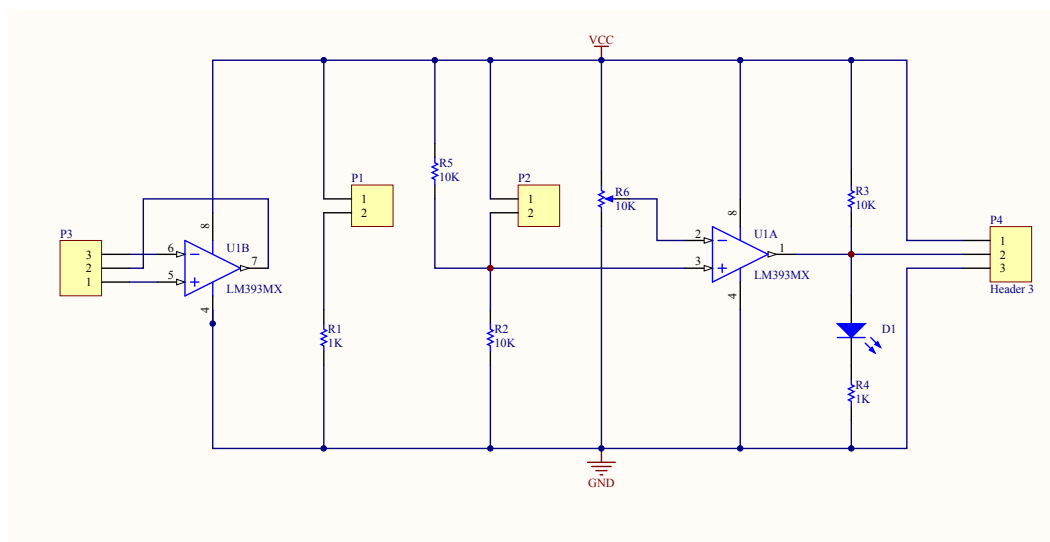 VCC
P3
3
2
1
6
5
8
4
7
U1B
LM393MX
P1
1
2
R1
1K
R5
10K
P2
1
2
R2
10K
R6
10K
2
3
8
4
1
U1A
LM393MX
R3
10K
D1
R4
1K
P4
1
2
3
Header 3
GND